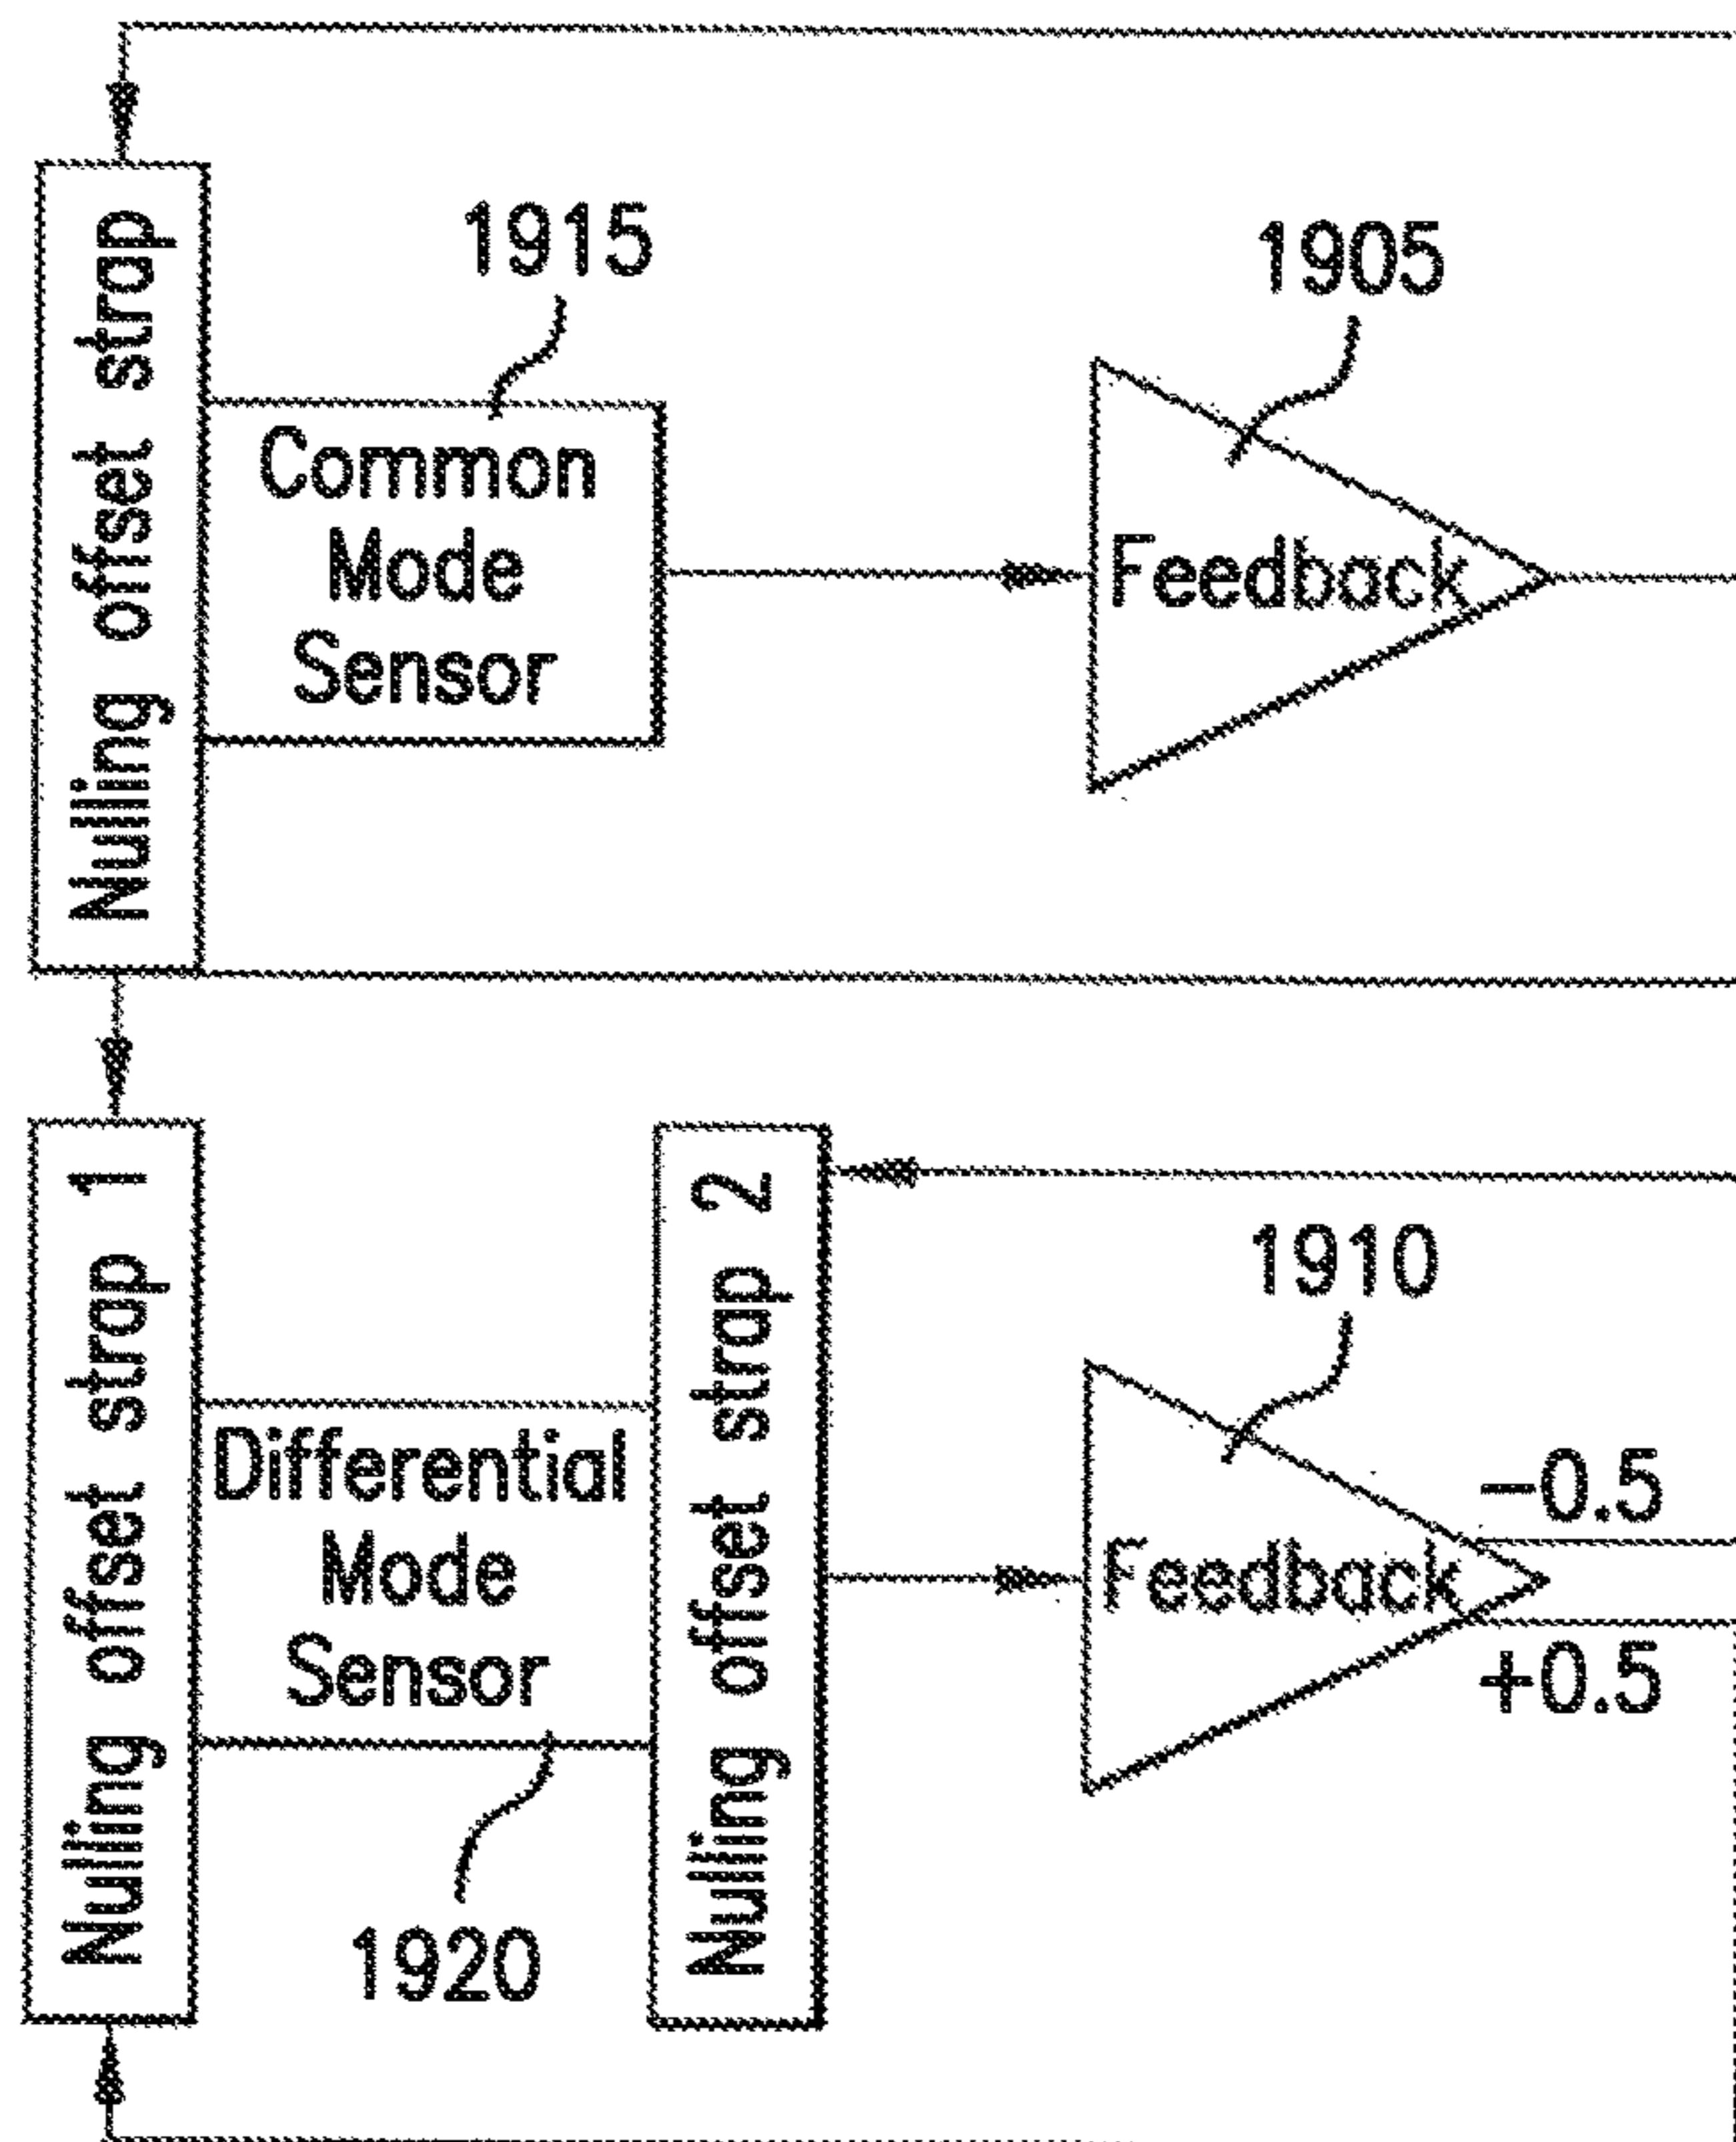 Nulling offset strap
1915
1905
Common
Mode
Sensor
Feedback
Nulling offset strap 1
Nulling offset strap 2
1910
Differential
Mode
Sensor
-0.5
Feedback
+0.5
1920